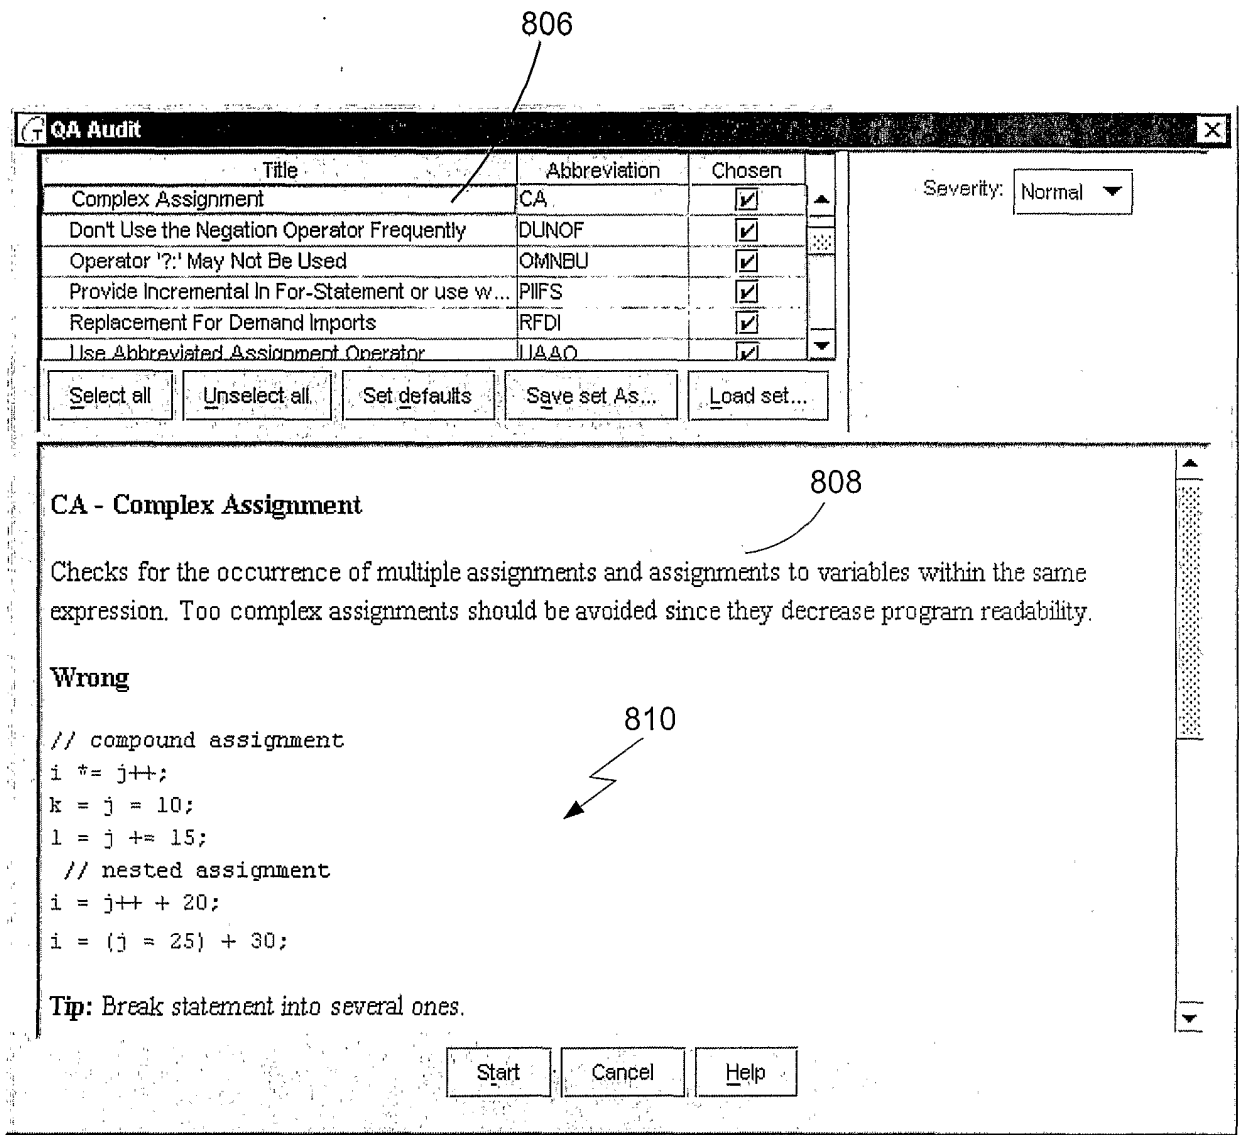 806
QA Audit
Title Abbreviation Chosen
Complex Assignment CA
Don't Use the Negation Operator Frequently DUNOF
Operator '?:' May Not Be Used OMNBU
Provide Incremental In For-Statement or use w... PIIFS
Replacement For Demand Imports RFDI
Use Abbreviated Assignment Operator UAAO
Severity: Normal
Select all Unselect all Set defaults Save set As... Load set...
808
CA - Complex Assignment
Checks for the occurrence of multiple assignments and assignments to variables within the same
expression. Too complex assignments should be avoided since they decrease program readability.
Wrong
810
// compound assignment
i *= j++;
k = j = 10;
l = j += 15;
// nested assignment
i = j++ + 20;
i = (j = 25) + 30;
Tip: Break statement into several ones.
Start Cancel Help